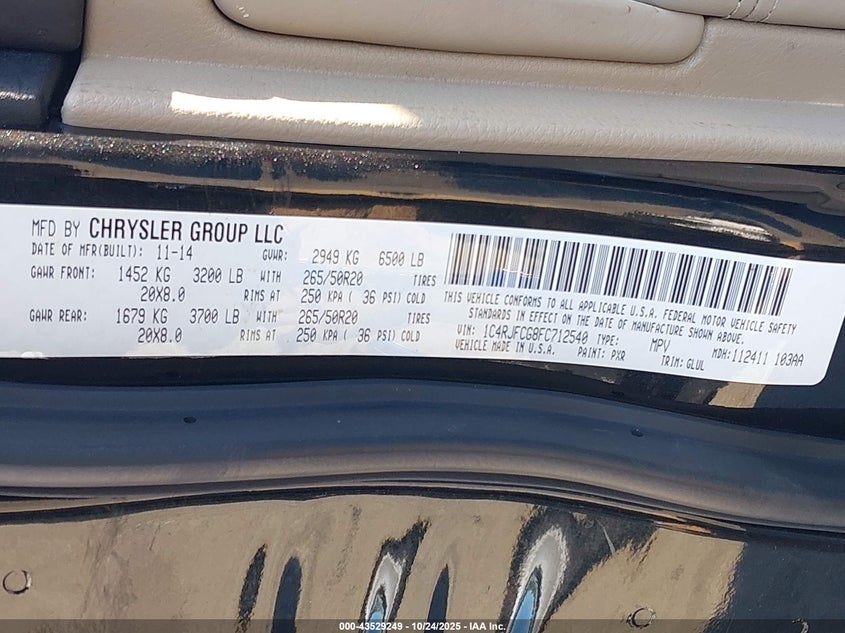 MFD BY CHRYSLER GROUP LLC
DATE OF MFR(BUILT): 11-14 GVWR: 2949 KG 6500 LB
GAWR FRONT: 1452 KG 3200 LB WITH 265/50R20 TIRES
20X8.0 RIMS AT 250 KPA ( 36 PSI) COLD
GAWR REAR: 1679 KG 3700 LB WITH 265/50R20 TIRES
20X8.0 RIMS AT 250 KPA ( 36 PSI) COLD
THIS VEHICLE CONFORMS TO ALL APPLICABLE U.S.A. FEDERAL MOTOR VEHICLE SAFETY
STANDARDS IN EFFECT ON THE DATE OF MANUFACTURE SHOWN ABOVE.
VIN: 1C4RJFCG8FC712540 TYPE: MPV MDH:112411 103AA
VEHICLE MADE IN U.S.A. PAINT: PXR TRIM: GLUL
000-43529249 - 10/24/2025 - IAA Inc.